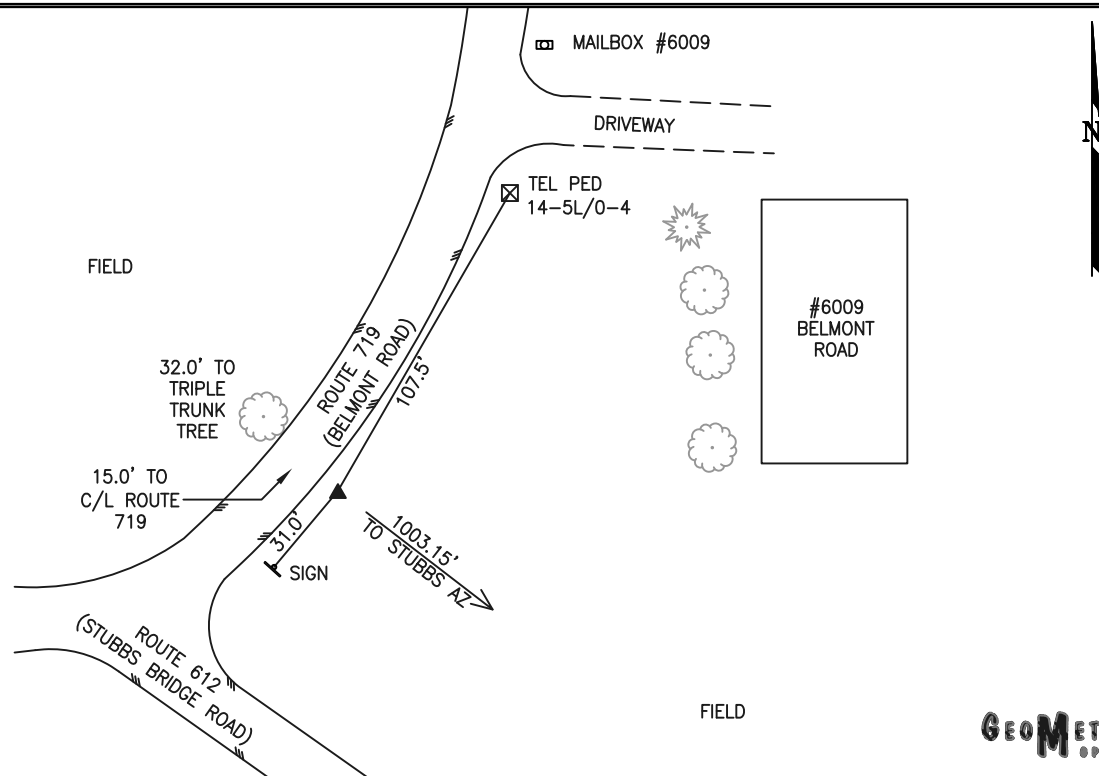 MAILBOX #6009
DRIVEWAY
N
TEL PED
14-5L/0-4
FIELD
#6009
BELMONT
ROAD
ROUTE 719
(BELMONT ROAD)
107.5'
32.0' TO
TRIPLE
TRUNK
TREE
15.0' TO
C/L ROUTE
719
31.0'
SIGN
1003.15'
TO STUBBS AZ
ROUTE 612
(STUBBS BRIDGE ROAD)
FIELD
GEOMET